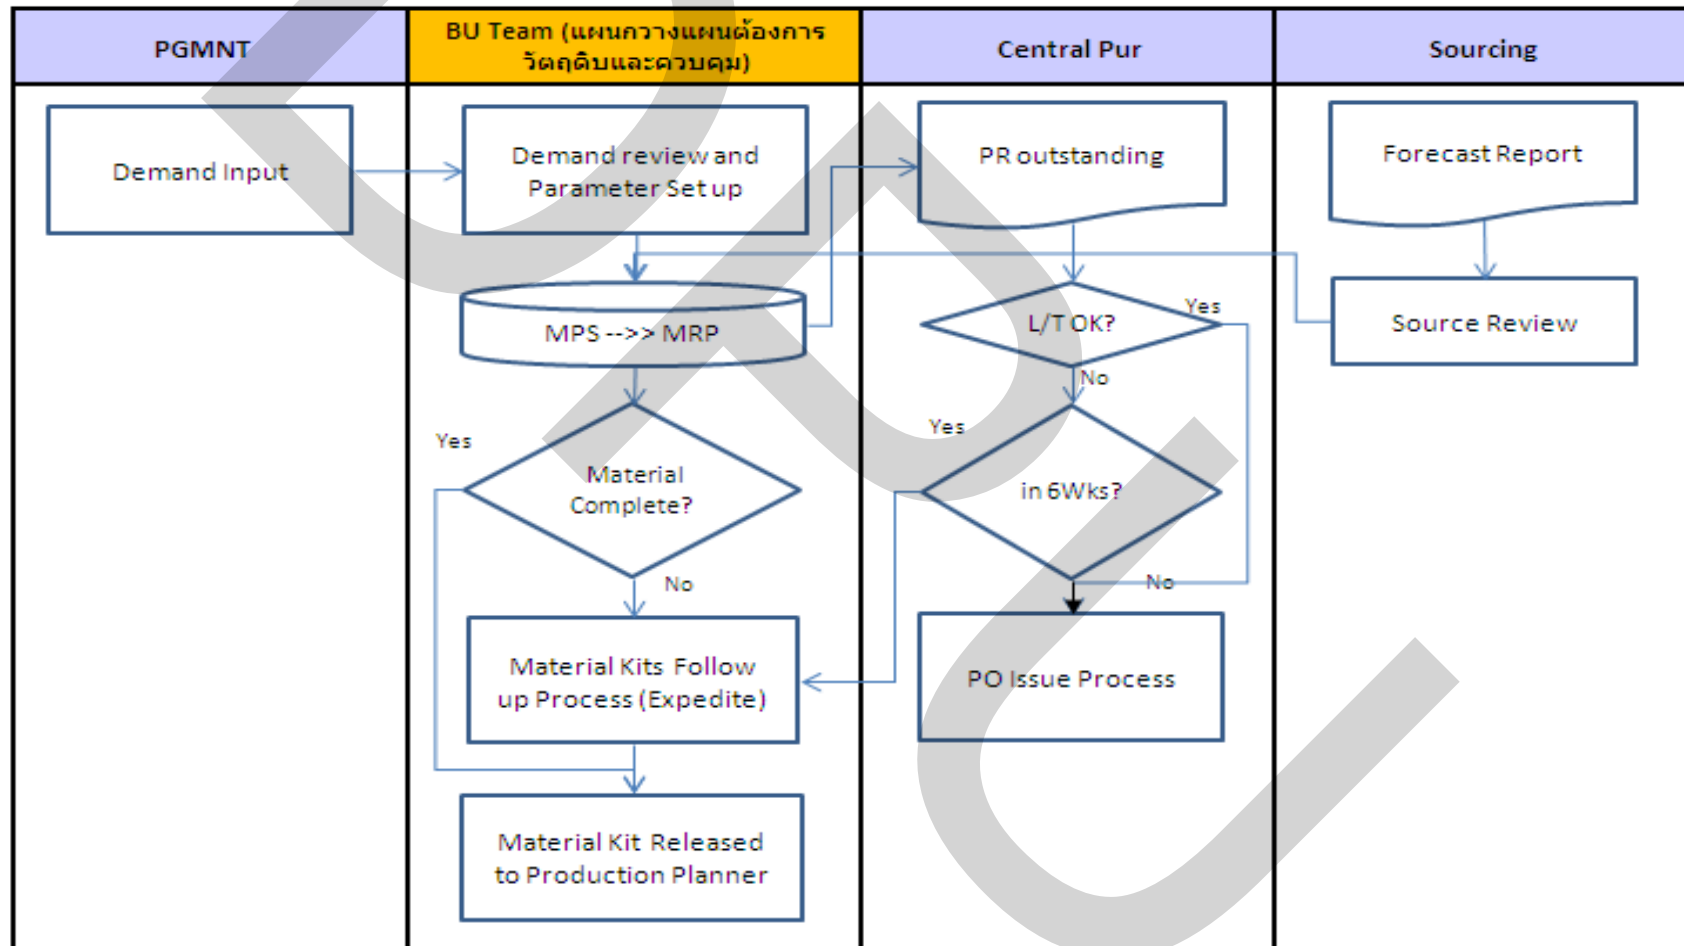 PGMNT
BU Team (แผนกวางแผนต้องการ
วัตถุดิบและควบคุม)
Central Pur
Sourcing
Demand Input
Demand review and
Parameter Set up
PR outstanding
Forecast Report
MPS -->> MRP
L/T OK?
Yes
Source Review
No
Yes
Material
Complete?
Yes
in 6Wks?
No
No
Material Kits Follow
up Process (Expedite)
PO Issue Process
Material Kit Released
to Production Planner